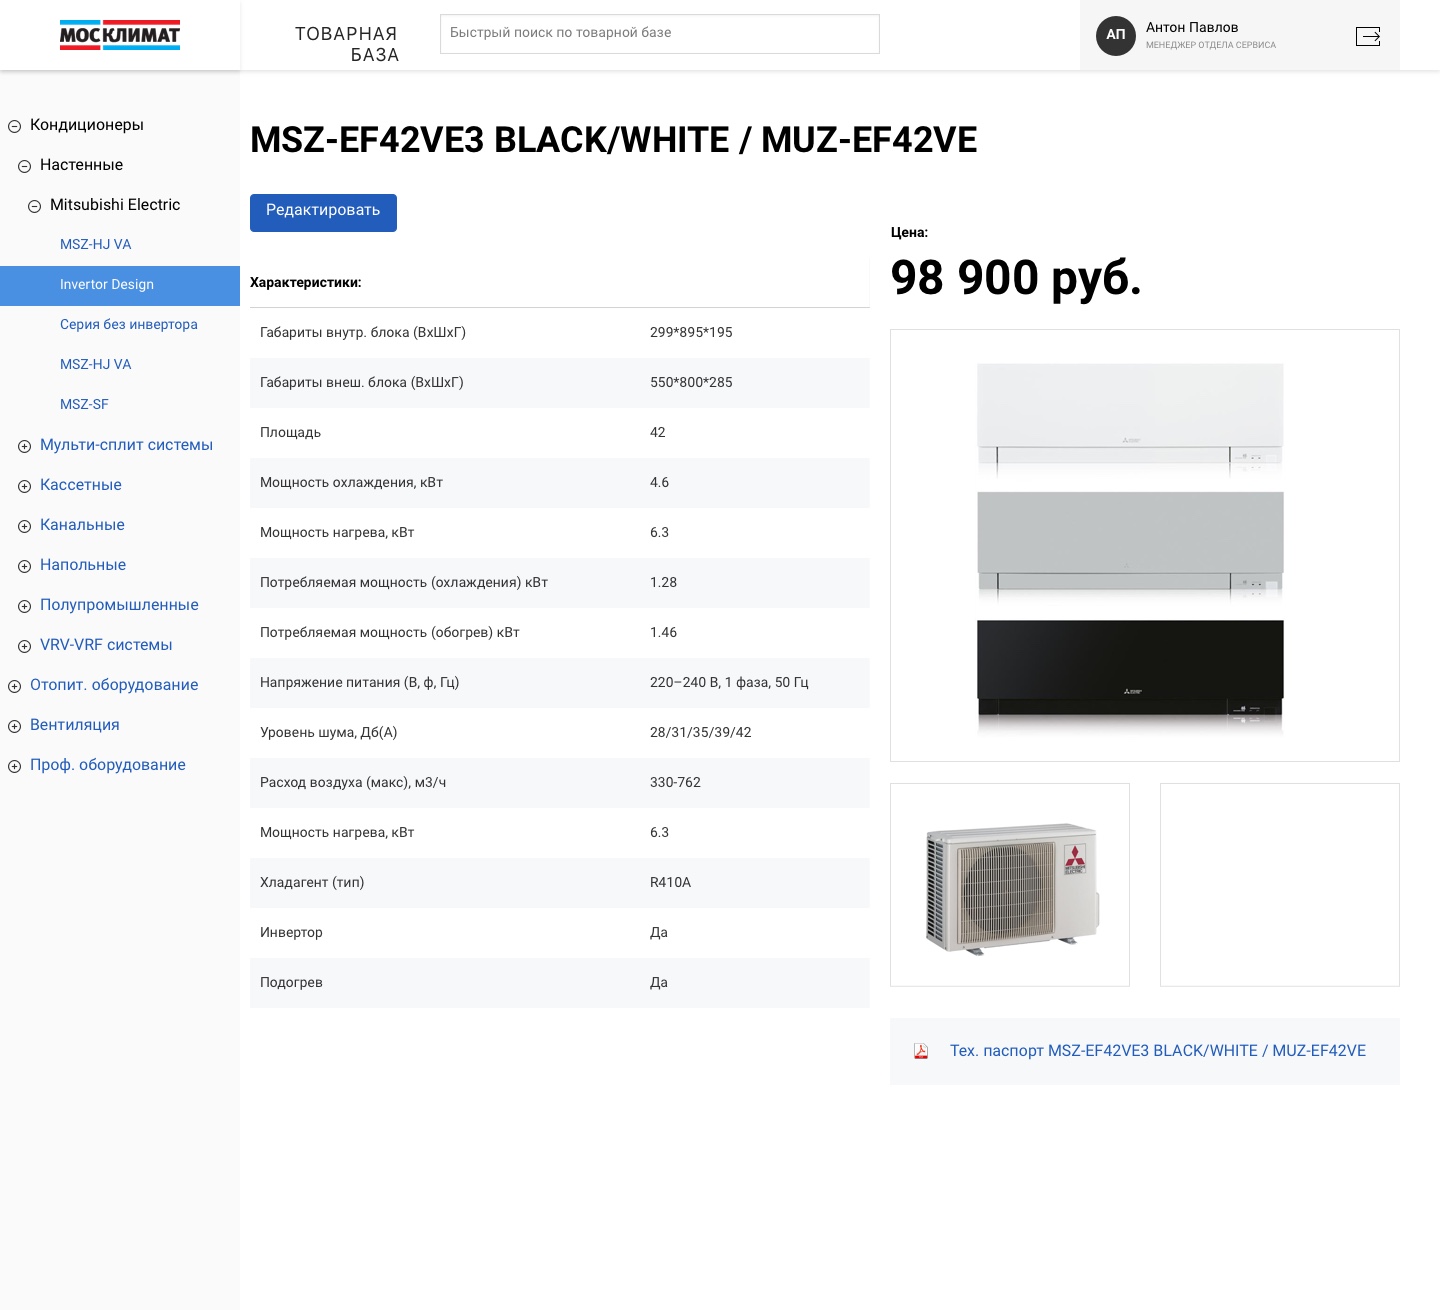 МОСКЛИМАТ
ТОВАРНАЯ
БАЗА
Быстрый поиск по товарной базе
АП
Антон Павлов
МЕНЕДЖЕР ОТДЕЛА СЕРВИСА
Кондиционеры
Настенные
Mitsubishi Electric
MSZ-HJ VA
Invertor Design
Серия без инвертора
MSZ-HJ VA
MSZ-SF
Мульти-сплит системы
Кассетные
Канальные
Напольные
Полупромышленные
VRV-VRF системы
Отопит. оборудование
Вентиляция
Проф. оборудование
MSZ-EF42VE3 BLACK/WHITE / MUZ-EF42VE
Редактировать
Характеристики:
Габариты внутр. блока (ВхШхГ) 299*895*195
Габариты внеш. блока (ВхШхГ) 550*800*285
Площадь 42
Мощность охлаждения, кВт 4.6
Мощность нагрева, кВт 6.3
Потребляемая мощность (охлаждения) кВт 1.28
Потребляемая мощность (обогрев) кВт 1.46
Напряжение питания (В, ф, Гц) 220–240 В, 1 фаза, 50 Гц
Уровень шума, Дб(А) 28/31/35/39/42
Расход воздуха (макс), м3/ч 330-762
Мощность нагрева, кВт 6.3
Хладагент (тип) R410A
Инвертор Да
Подогрев Да
Цена:
98 900 руб.
MITSUBISHI
ELECTRIC
Тех. паспорт MSZ-EF42VE3 BLACK/WHITE / MUZ-EF42VE